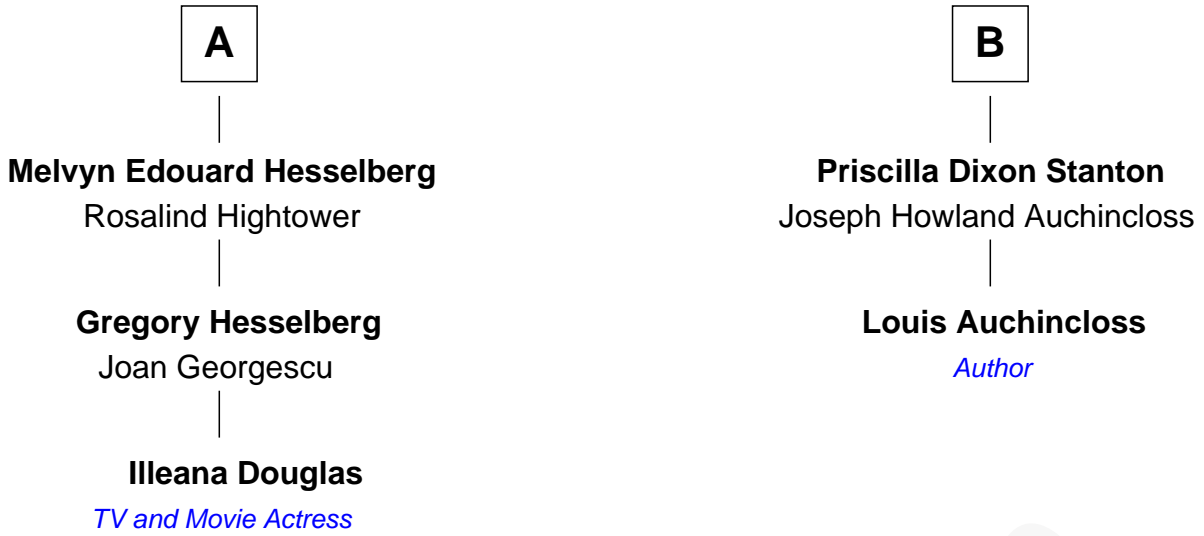 A
B
Melvyn Edouard Hesselberg
Rosalind Hightower
Priscilla Dixon Stanton
Joseph Howland Auchincloss
Gregory Hesselberg
Joan Georgescu
Louis Auchincloss
Author
Illeana Douglas
TV and Movie Actress